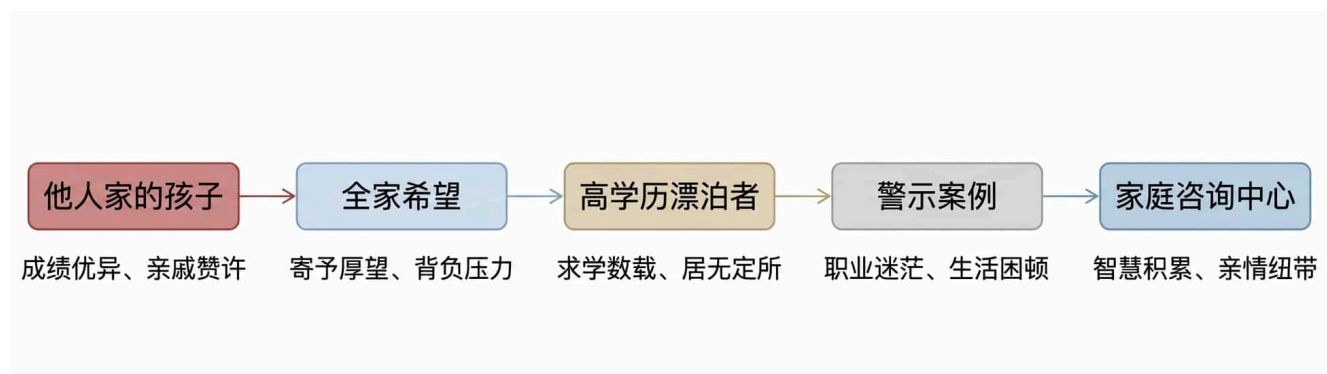 他人家的孩子
全家希望
高学历漂泊者
警示案例
家庭咨询中心
成绩优异、亲戚赞许
寄予厚望、背负压力
求学数载、居无定所
职业迷茫、生活困顿
智慧积累、亲情纽带